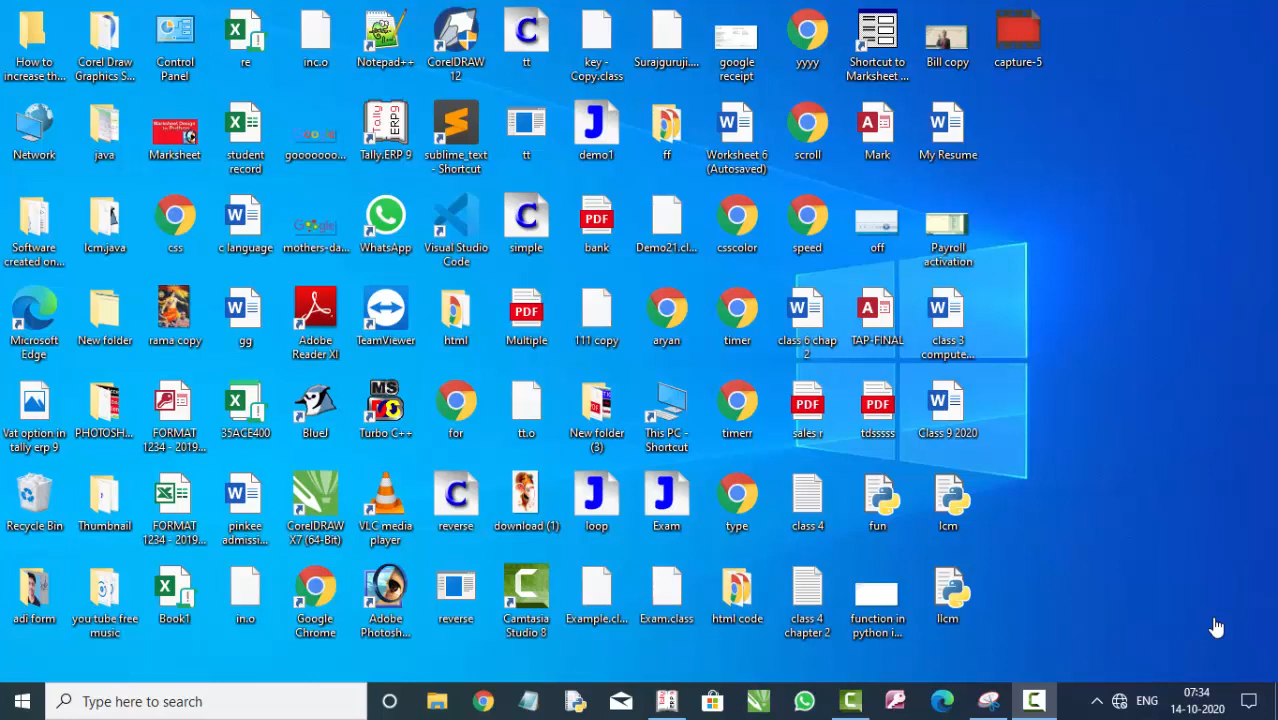 How to
increase th...
Corel Draw
Graphics S...
Control
Panel
re
inc.o
Notepad++
CorelDRAW
12
tt
key -
Copy.class
Surajguruji....
google
receipt
yyyy
Shortcut to
Marksheet ...
Bill copy
capture-5
Network
java
Marksheet
student
record
gooooooo...
Tally.ERP 9
sublime_text
- Shortcut
tt
demo1
ff
Worksheet 6
(Autosaved)
scroll
Mark
My Resume
Software
created on...
lcm.java
css
c language
mothers-da...
WhatsApp
Visual Studio
Code
simple
bank
Demo21.cl...
csscolor
speed
off
Payroll
activation
Microsoft
Edge
New folder
rama copy
gg
Adobe
Reader XI
TeamViewer
html
Multiple
111 copy
aryan
timer
class 6 chap
2
TAP-FINAL
class 3
compute...
Vat option in
tally erp 9
PHOTOSH...
FORMAT
1234 - 2019...
35ACE400
BlueJ
Turbo C++
for
tt.o
New folder
(3)
This PC -
Shortcut
timerr
sales r
tdsssss
Class 9 2020
Recycle Bin
Thumbnail
FORMAT
1234 - 2019...
pinkee
admissi...
CorelDRAW
X7 (64-Bit)
VLC media
player
reverse
download (1)
loop
Exam
type
class 4
fun
lcm
adi form
you tube free
music
Book1
in.o
Google
Chrome
Adobe
Photosh...
reverse
Camtasia
Studio 8
Example.cl...
Exam.class
html code
class 4
chapter 2
function in
python i...
llcm
Type here to search
ENG
07:34
14-10-2020